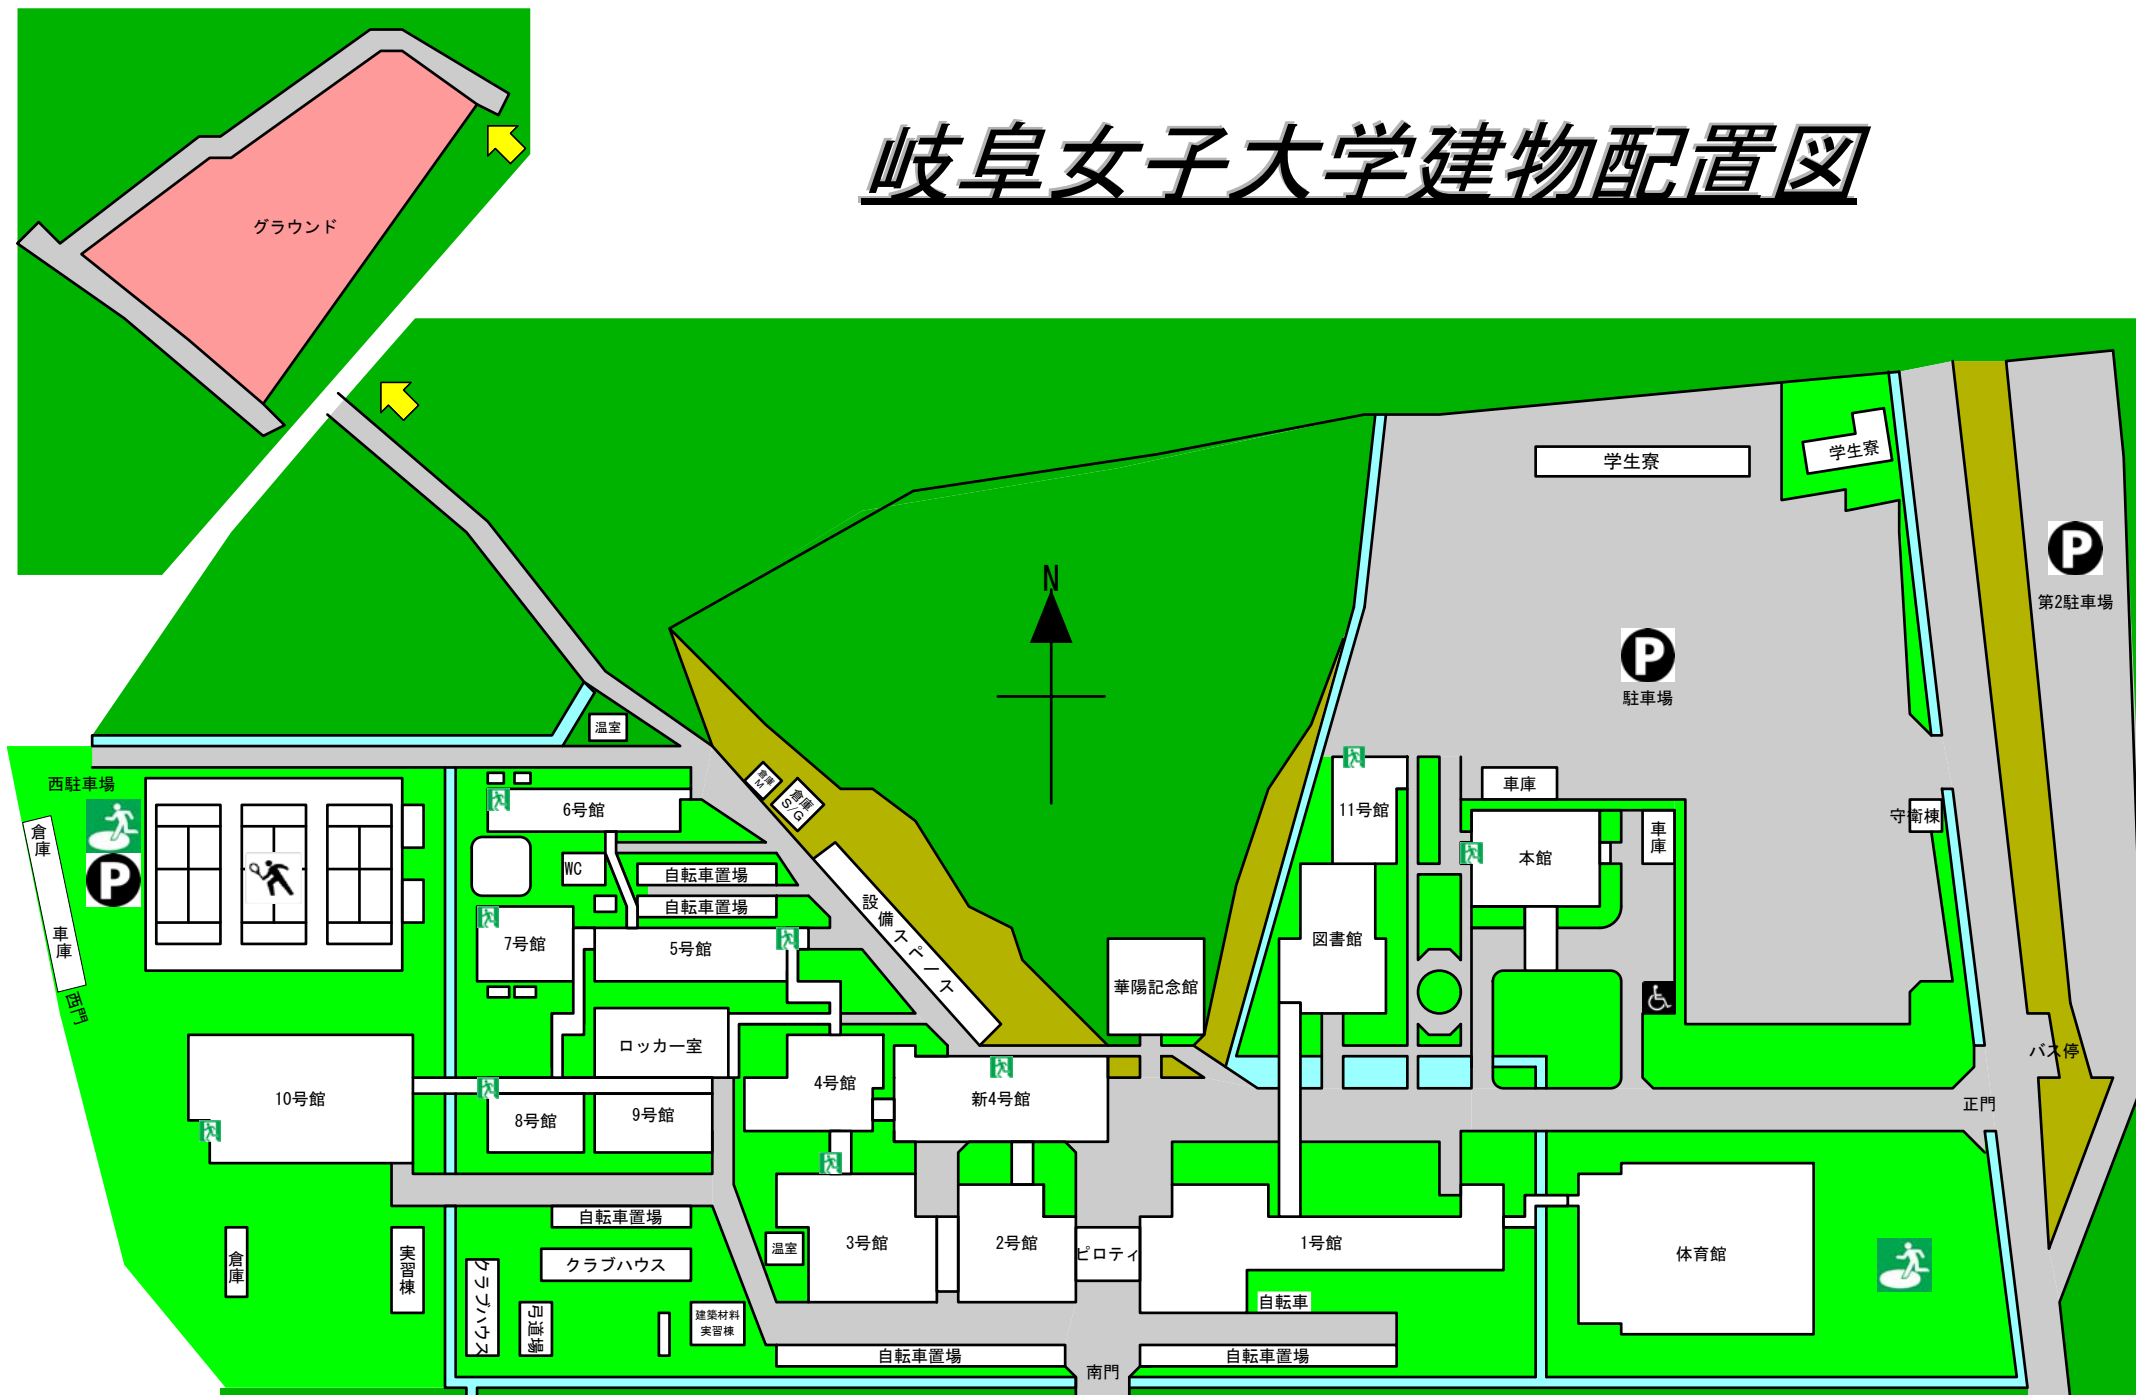 岐阜女子大学建物配置図
グラウンド
学生寮
学生寮
N
P
第2駐車場
P
駐車場
温室
西駐車場
倉庫M
倉庫S/G
6号館
11号館
車庫
守衛棟
倉庫
P
車庫
本館
WC
自転車置場
自転車置場
設備スペース
7号館
5号館
図書館
車庫
華陽記念館
西門
ロッカー室
バス停
4号館
10号館
新4号館
8号館
9号館
正門
自転車置場
3号館
2号館
ピロティ
1号館
体育館
温室
倉庫
実習棟
クラブハウス
クラブハウス
弓道場
建築材料
実習棟
自転車
自転車置場
自転車置場
南門